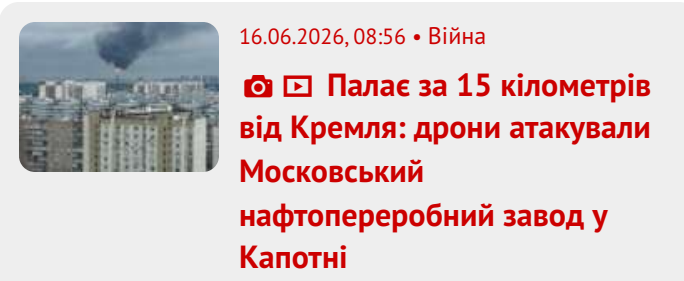 16.06.2026, 08:56 • Війна
Палає за 15 кілометрів
від Кремля: дрони атакували
Московський
нафтопереробний завод у
Капотні